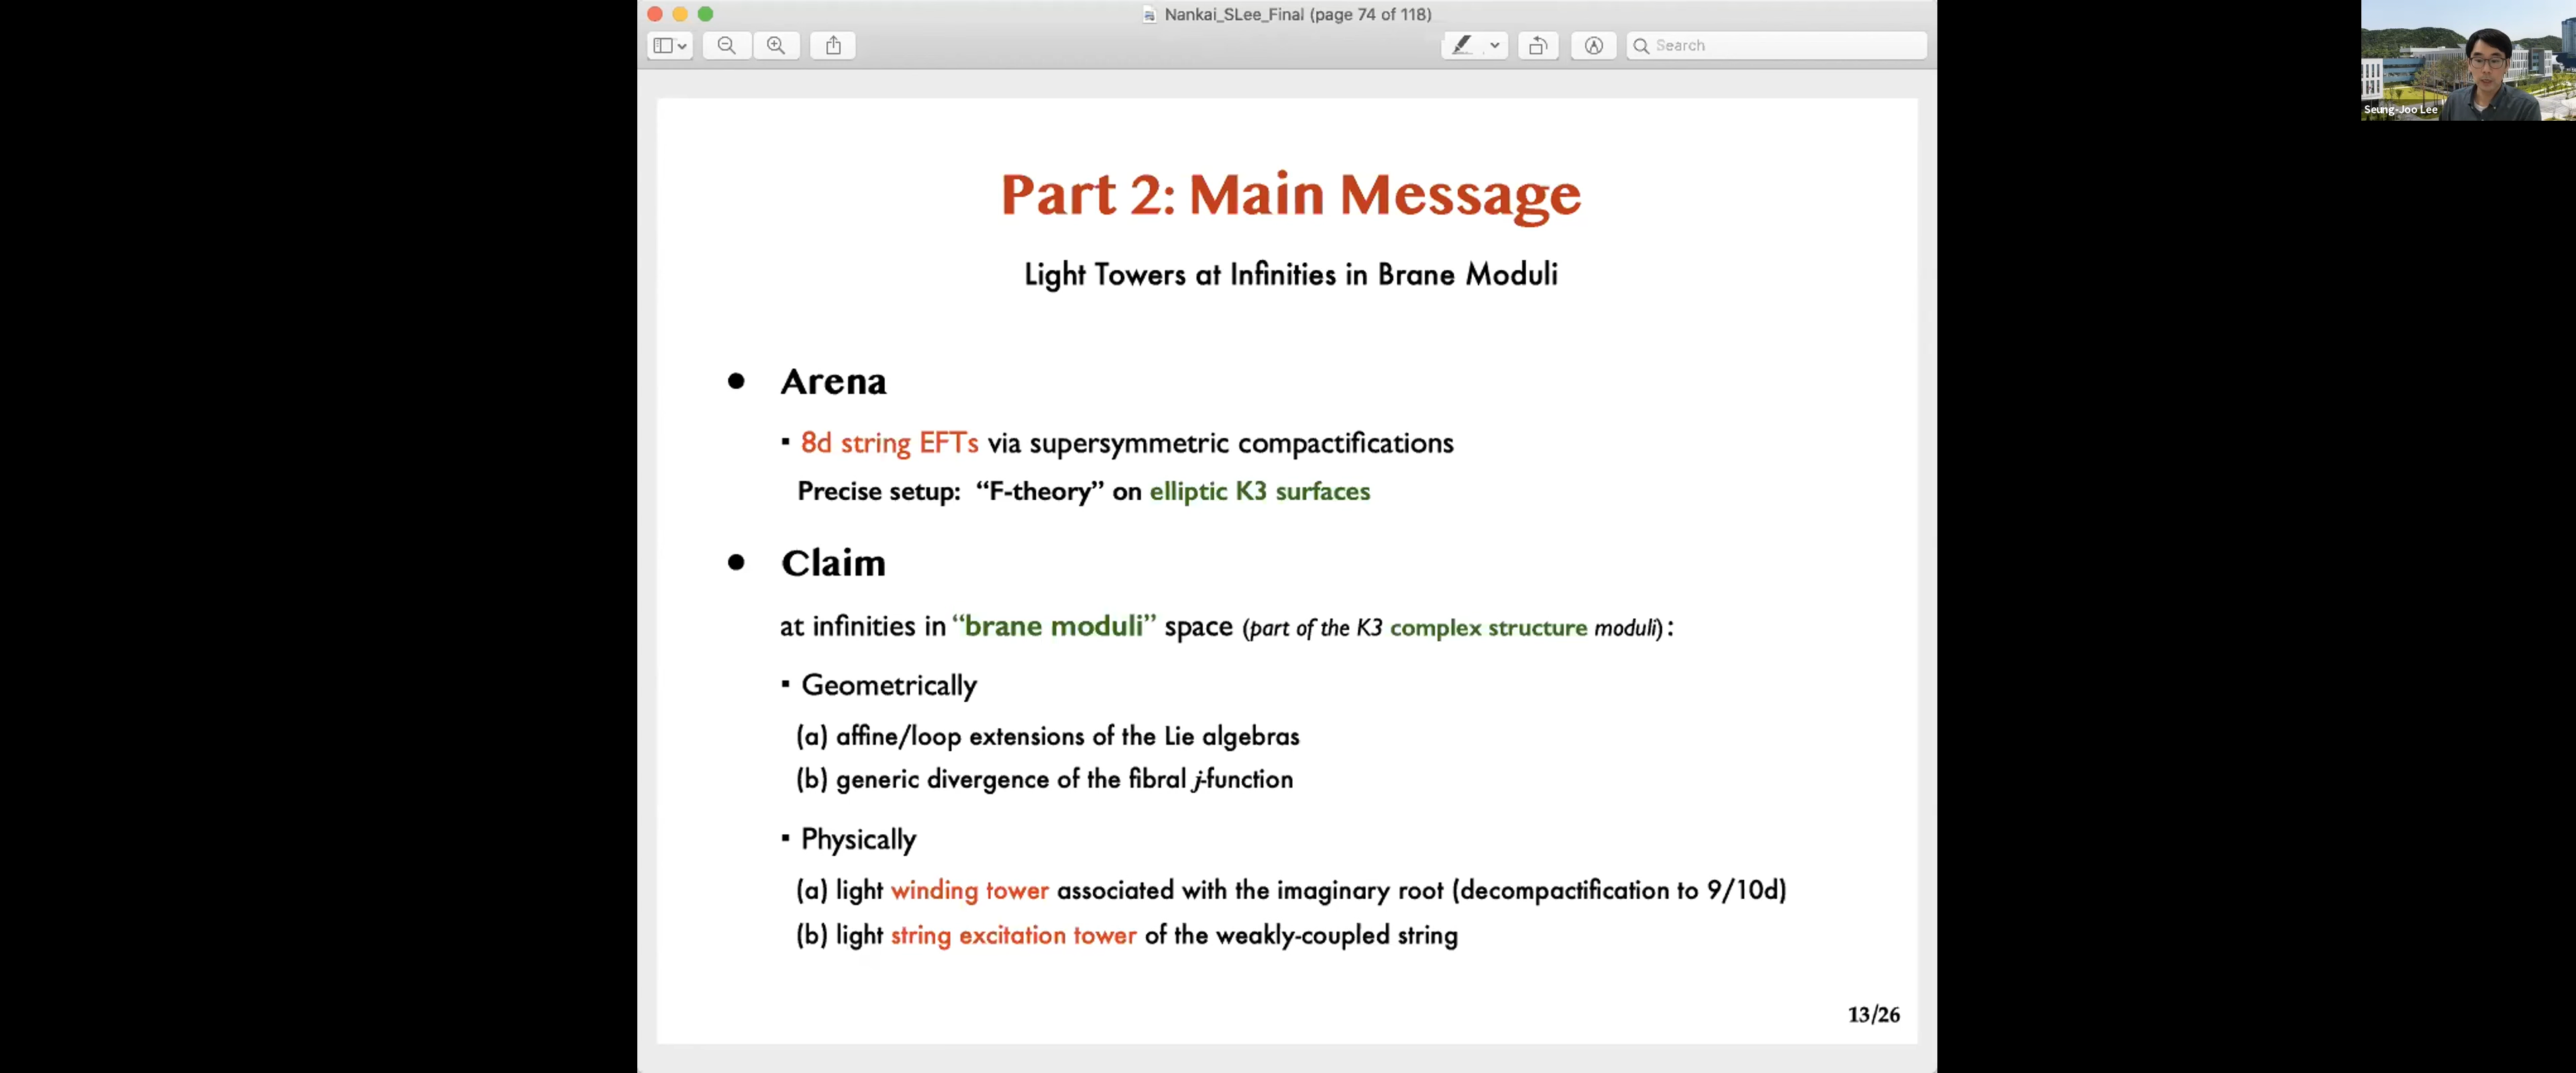 Nankai_SLee_Final (page 74 of 118)
Search
Seung-Joo Lee
Part 2: Main Message
Light Towers at Infinities in Brane Moduli
• Arena
▪ 8d string EFTs via supersymmetric compactifications
Precise setup: “F-theory” on elliptic K3 surfaces
• Claim
at infinities in “brane moduli” space (part of the K3 complex structure moduli):
▪ Geometrically
(a) affine/loop extensions of the Lie algebras
(b) generic divergence of the fibral j-function
▪ Physically
(a) light winding tower associated with the imaginary root (decompactification to 9/10d)
(b) light string excitation tower of the weakly-coupled string
13/26